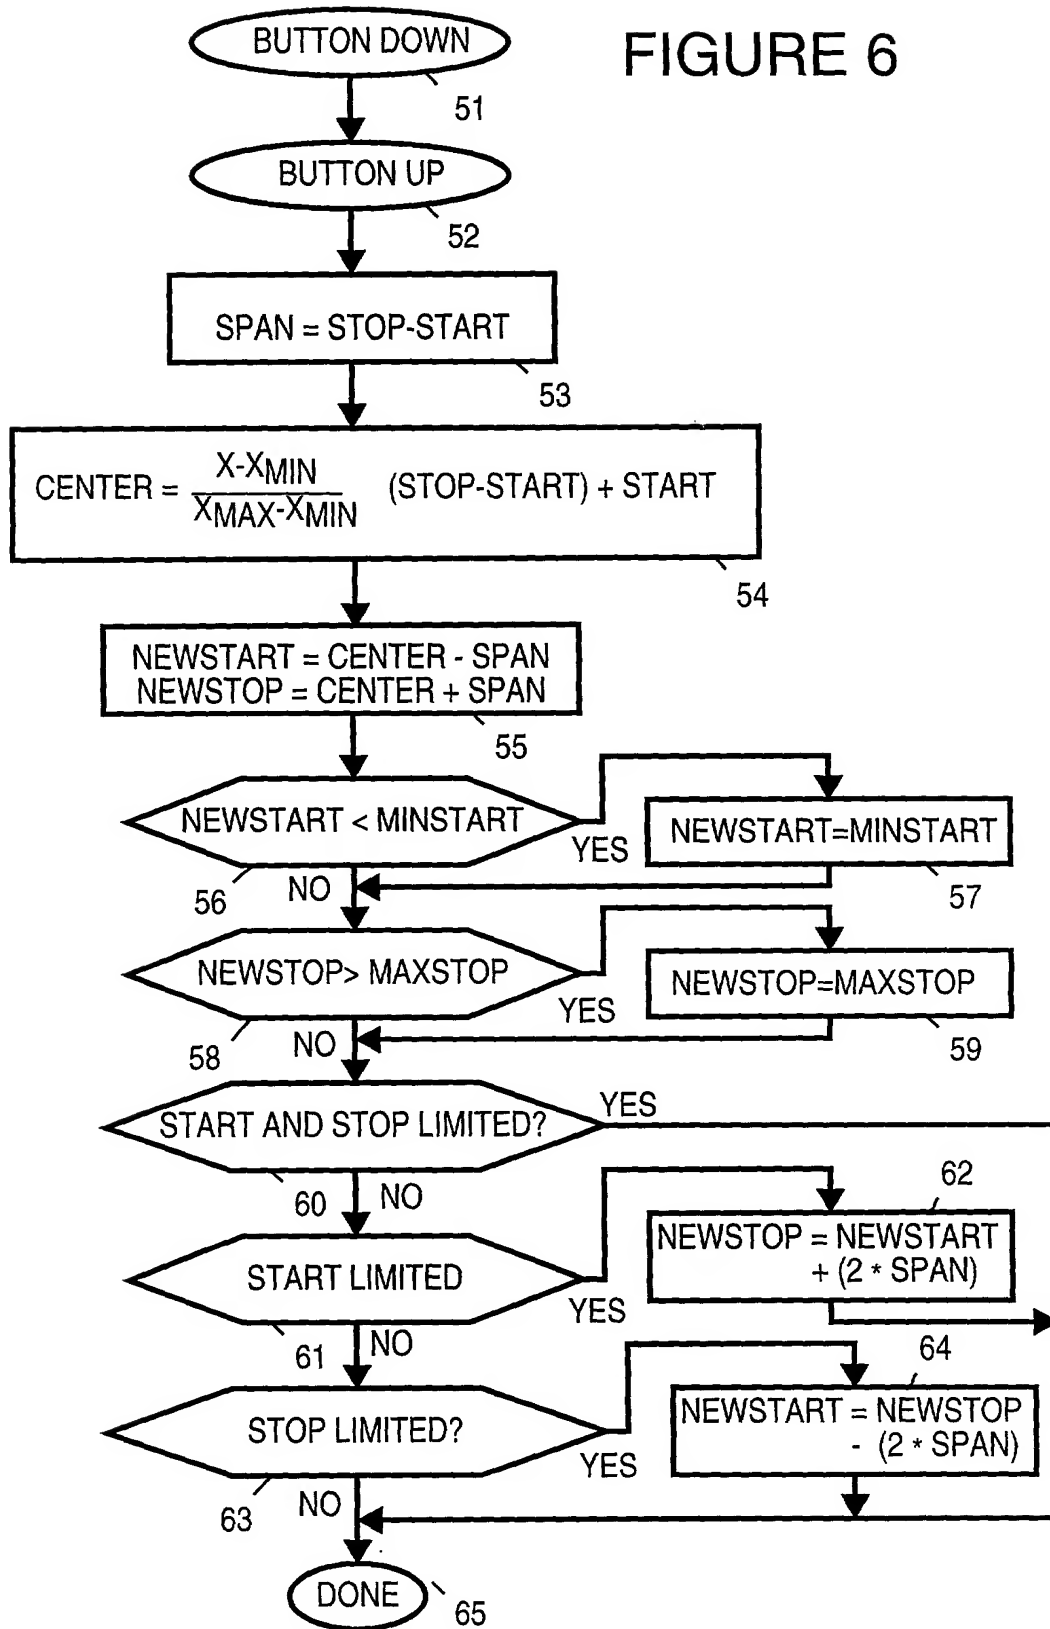 BUTTON DOWN
FIGURE 6
51
BUTTON UP
52
SPAN = STOP-START
53
CENTER = X-XMIN / XMAX-XMIN (STOP-START) + START
54
NEWSTART = CENTER - SPAN
NEWSTOP = CENTER + SPAN
55
NEWSTART < MINSTART
YES
NEWSTART=MINSTART
56
NO
57
NEWSTOP> MAXSTOP
YES
NEWSTOP=MAXSTOP
58
NO
59
START AND STOP LIMITED?
YES
60
NO
62
NEWSTOP = NEWSTART
+ (2 * SPAN)
START LIMITED
YES
61
NO
64
NEWSTART = NEWSTOP
- (2 * SPAN)
STOP LIMITED?
YES
63
NO
DONE
65